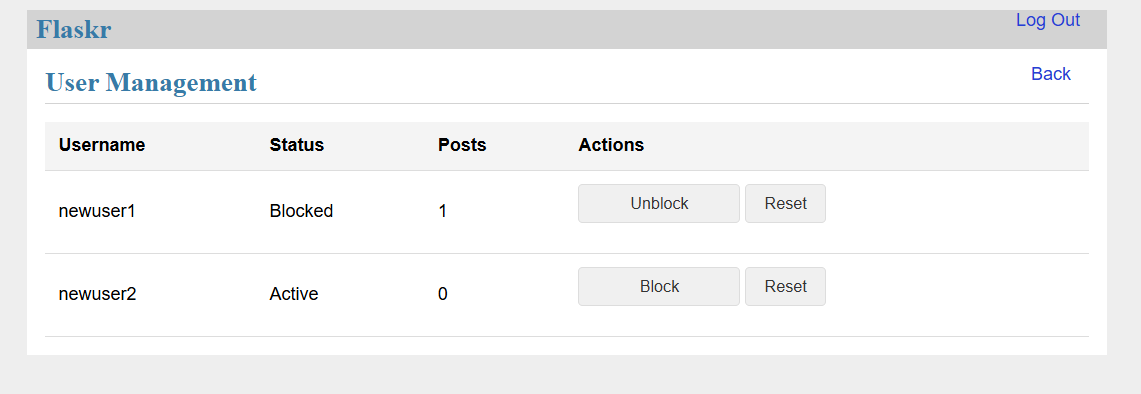 Flaskr Log Out
User Management Back
Username Status Posts Actions
newuser1 Blocked 1 Unblock Reset
newuser2 Active 0 Block Reset